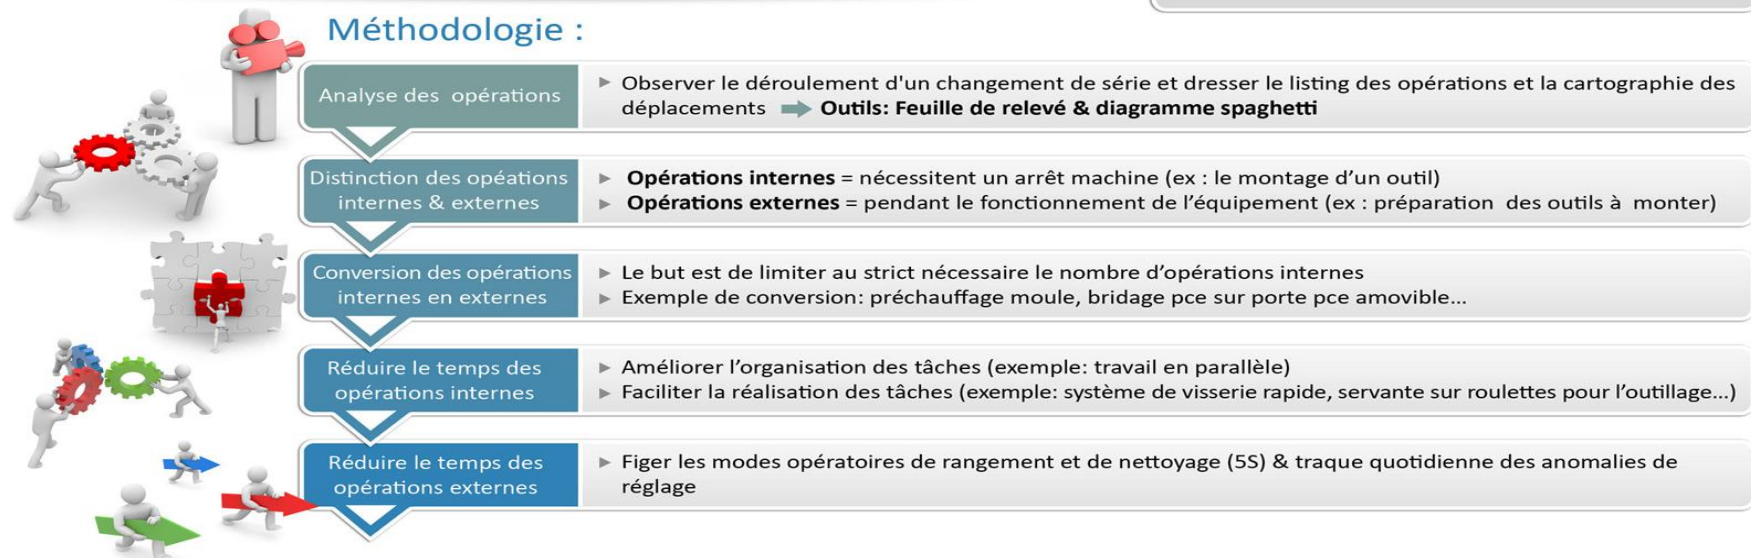 Méthodologie :
Analyse des opérations
► Observer le déroulement d'un changement de série et dresser le listing des opérations et la cartographie des
déplacements ➡ Outils: Feuille de relevé & diagramme spaghetti
Distinction des opéations
internes & externes
► Opérations internes = nécessitent un arrêt machine (ex : le montage d’un outil)
► Opérations externes = pendant le fonctionnement de l’équipement (ex : préparation des outils à monter)
Conversion des opérations
internes en externes
► Le but est de limiter au strict nécessaire le nombre d’opérations internes
► Exemple de conversion: préchauffage moule, bridage pce sur porte pce amovible...
Réduire le temps des
opérations internes
► Améliorer l’organisation des tâches (exemple: travail en parallèle)
► Faciliter la réalisation des tâches (exemple: système de visserie rapide, servante sur roulettes pour l’outillage...)
Réduire le temps des
opérations externes
► Figer les modes opératoires de rangement et de nettoyage (5S) & traque quotidienne des anomalies de
réglage